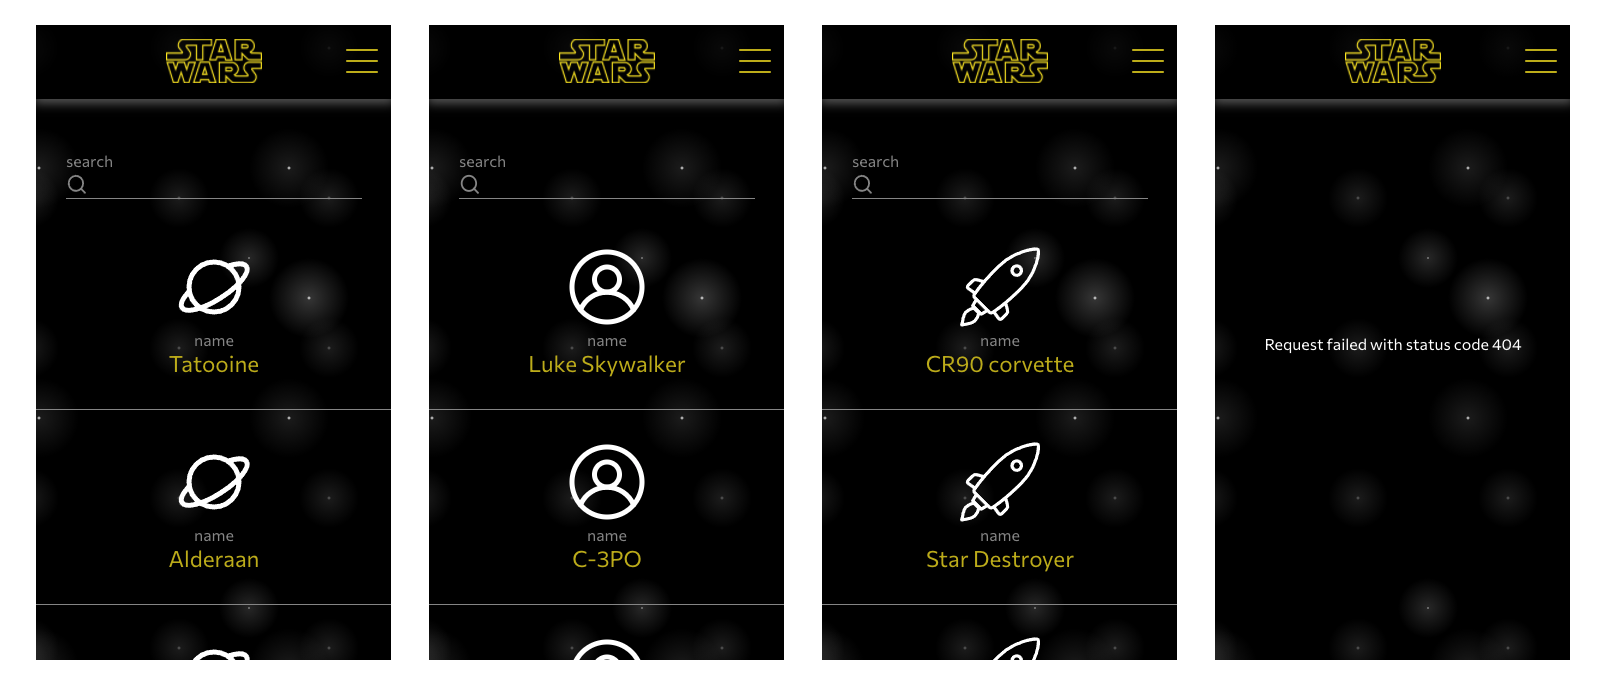 STAR
WARS
search
name
Tatooine
name
Alderaan
STAR
WARS
search
name
Luke Skywalker
name
C-3PO
STAR
WARS
search
name
CR90 corvette
name
Star Destroyer
STAR
WARS
Request failed with status code 404